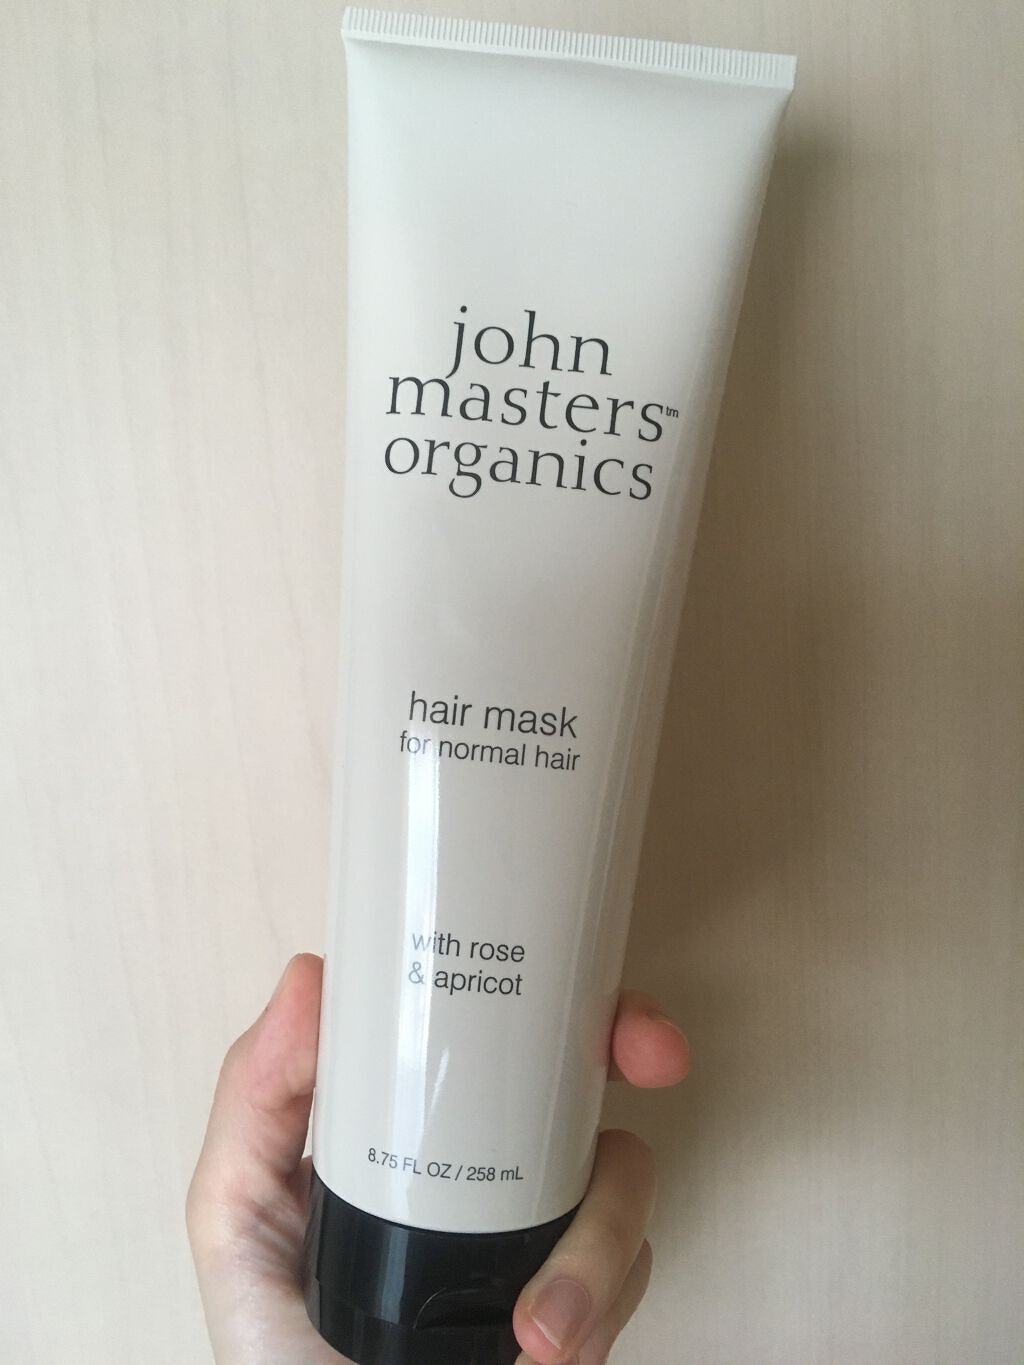 john
masters™
organics
hair mask
for normal hair
with rose
& apricot
8.75 FL OZ / 258 mL